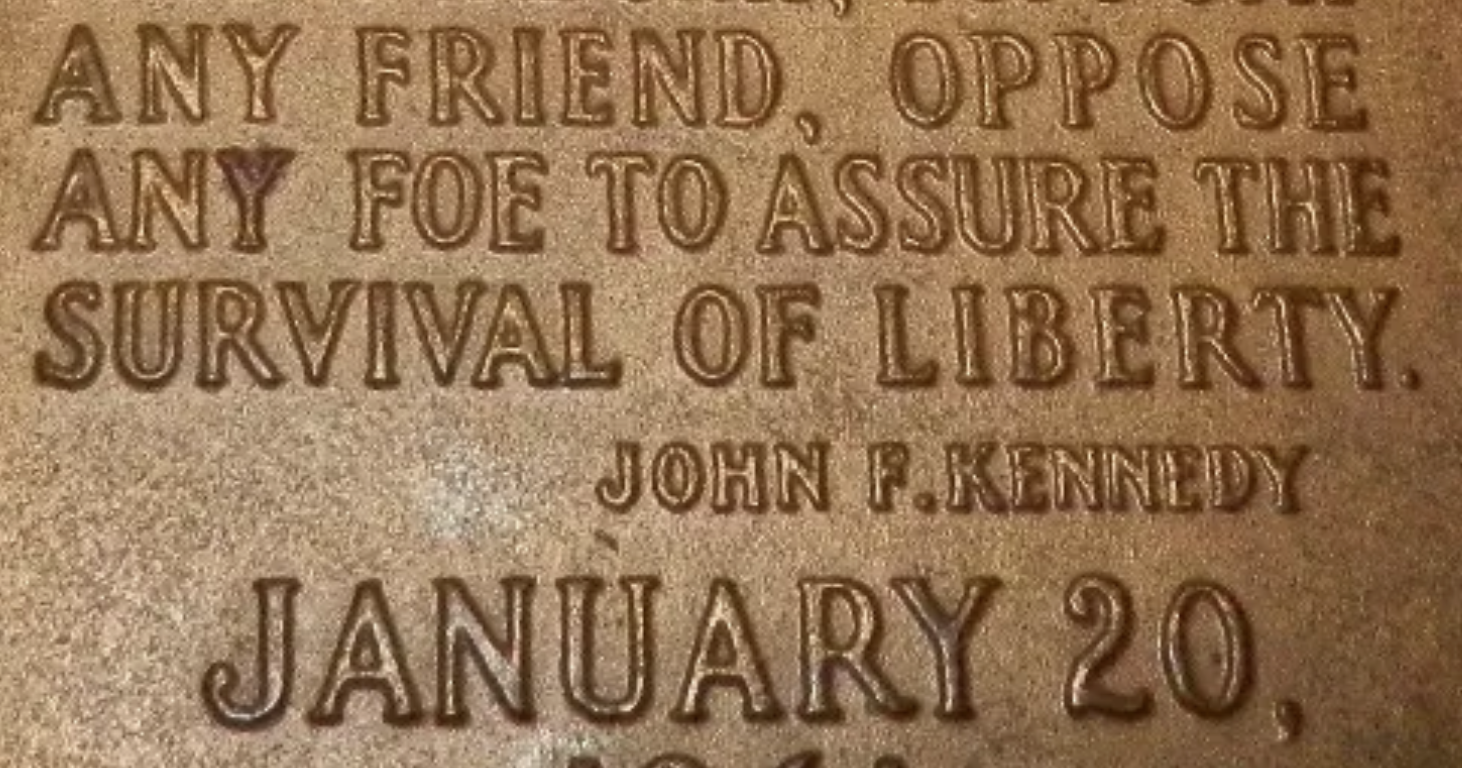 ANY FRIEND, OPPOSE
ANY FOE TO ASSURE THE
SURVIVAL OF LIBERTY.
JOHN F. KENNEDY
JANUARY 20,